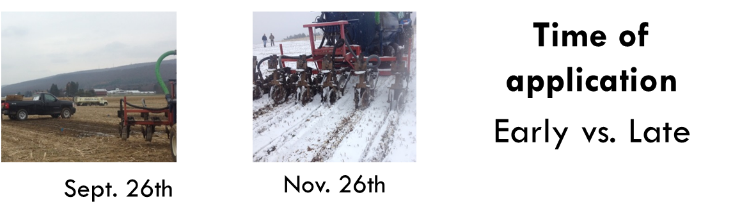 Time of
application
Early vs. Late
Sept. 26th
Nov. 26th